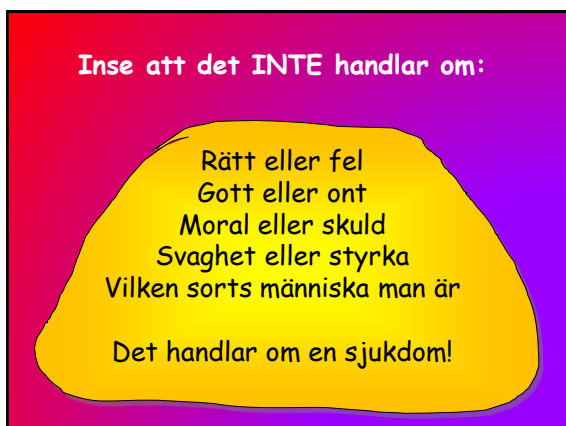 Inse att det INTE handlar om:
Rätt eller fel
Gott eller ont
Moral eller skuld
Svaghet eller styrka
Vilken sorts människa man är
Det handlar om en sjukdom!